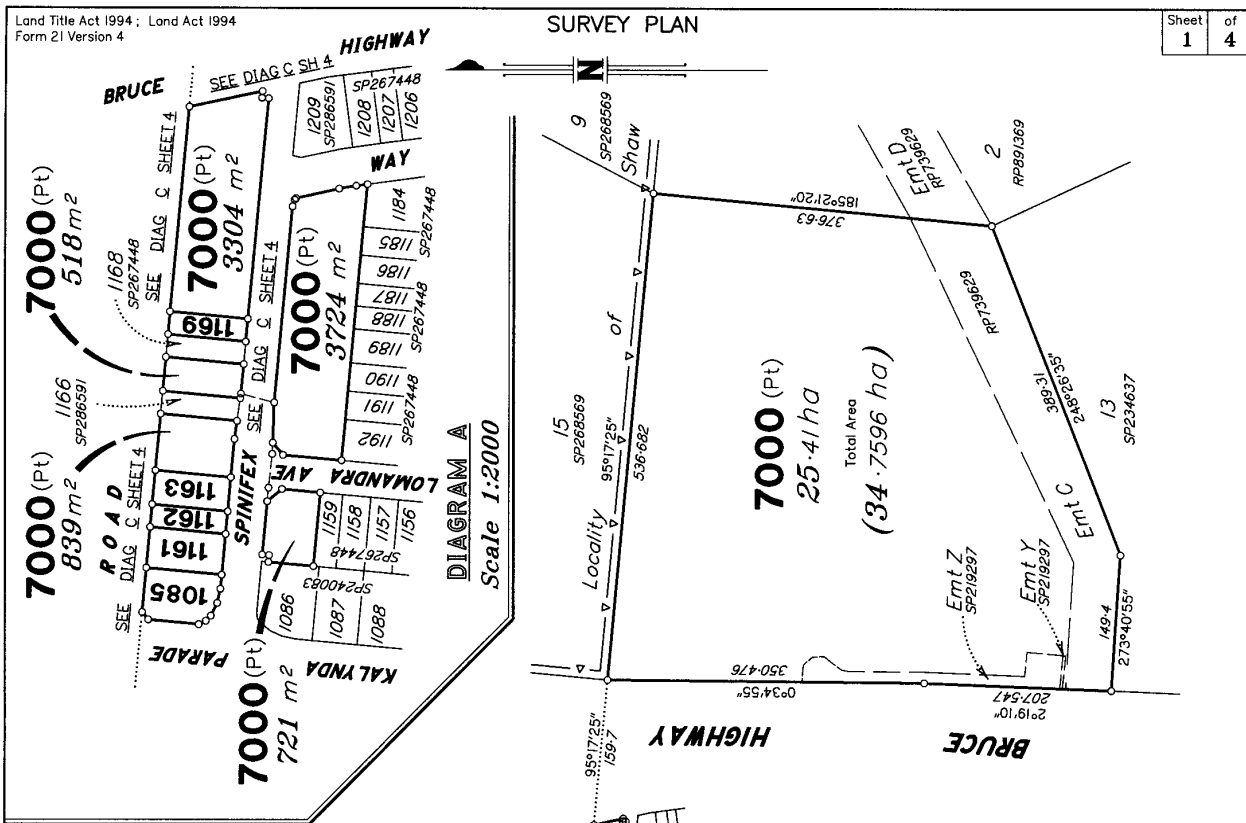 Land Title Act 1994 ; Land Act 1994
Form 21 Version 4
SURVEY PLAN
Sheet of
1 4
BRUCE
HIGHWAY
SEE DIAG C SH 4
N
1209
SP286591
1208
SP267448
1207
1206
WAY
7000 (Pt)
518 m²
1168
SP267448
SEE DIAG C SHEET 4
7000 (Pt)
3304 m²
1169
1166
SP286591
7000 (Pt)
839 m²
SEE DIAG C SHEET 4
7000 (Pt)
3724 m²
1184
1185
SP267448
1186
1187
1188
SP267448
1189
1190
1191
SP267448
1192
ROAD
SEE DIAG C SHEET 4
1163
1162
1161
1085
SPINIFEX
PARADE
LOMANDRA AVE
1159
1158
1157
1156
SP267448
SP240083
1086
1087
1088
KALYNDA
7000 (Pt)
721 m²
DIAGRAM A
Scale 1:2000
9
SP268569
Shaw
of
Locality
15
SP268569
95°17'25"
536·682
376·63
185°21'20"
Emt D
RP739629
2
RP891369
RP739629
7000 (Pt)
25·41 ha
Total Area
(34·7596 ha)
389·31
248°26'35"
13
SP234637
Emt C
Emt Z
SP219297
Emt Y
SP219297
149·4
273°40'55"
350·476
0°34'55"
207·547
2°19'10"
95°17'25"
159·7
HIGHWAY
BRUCE